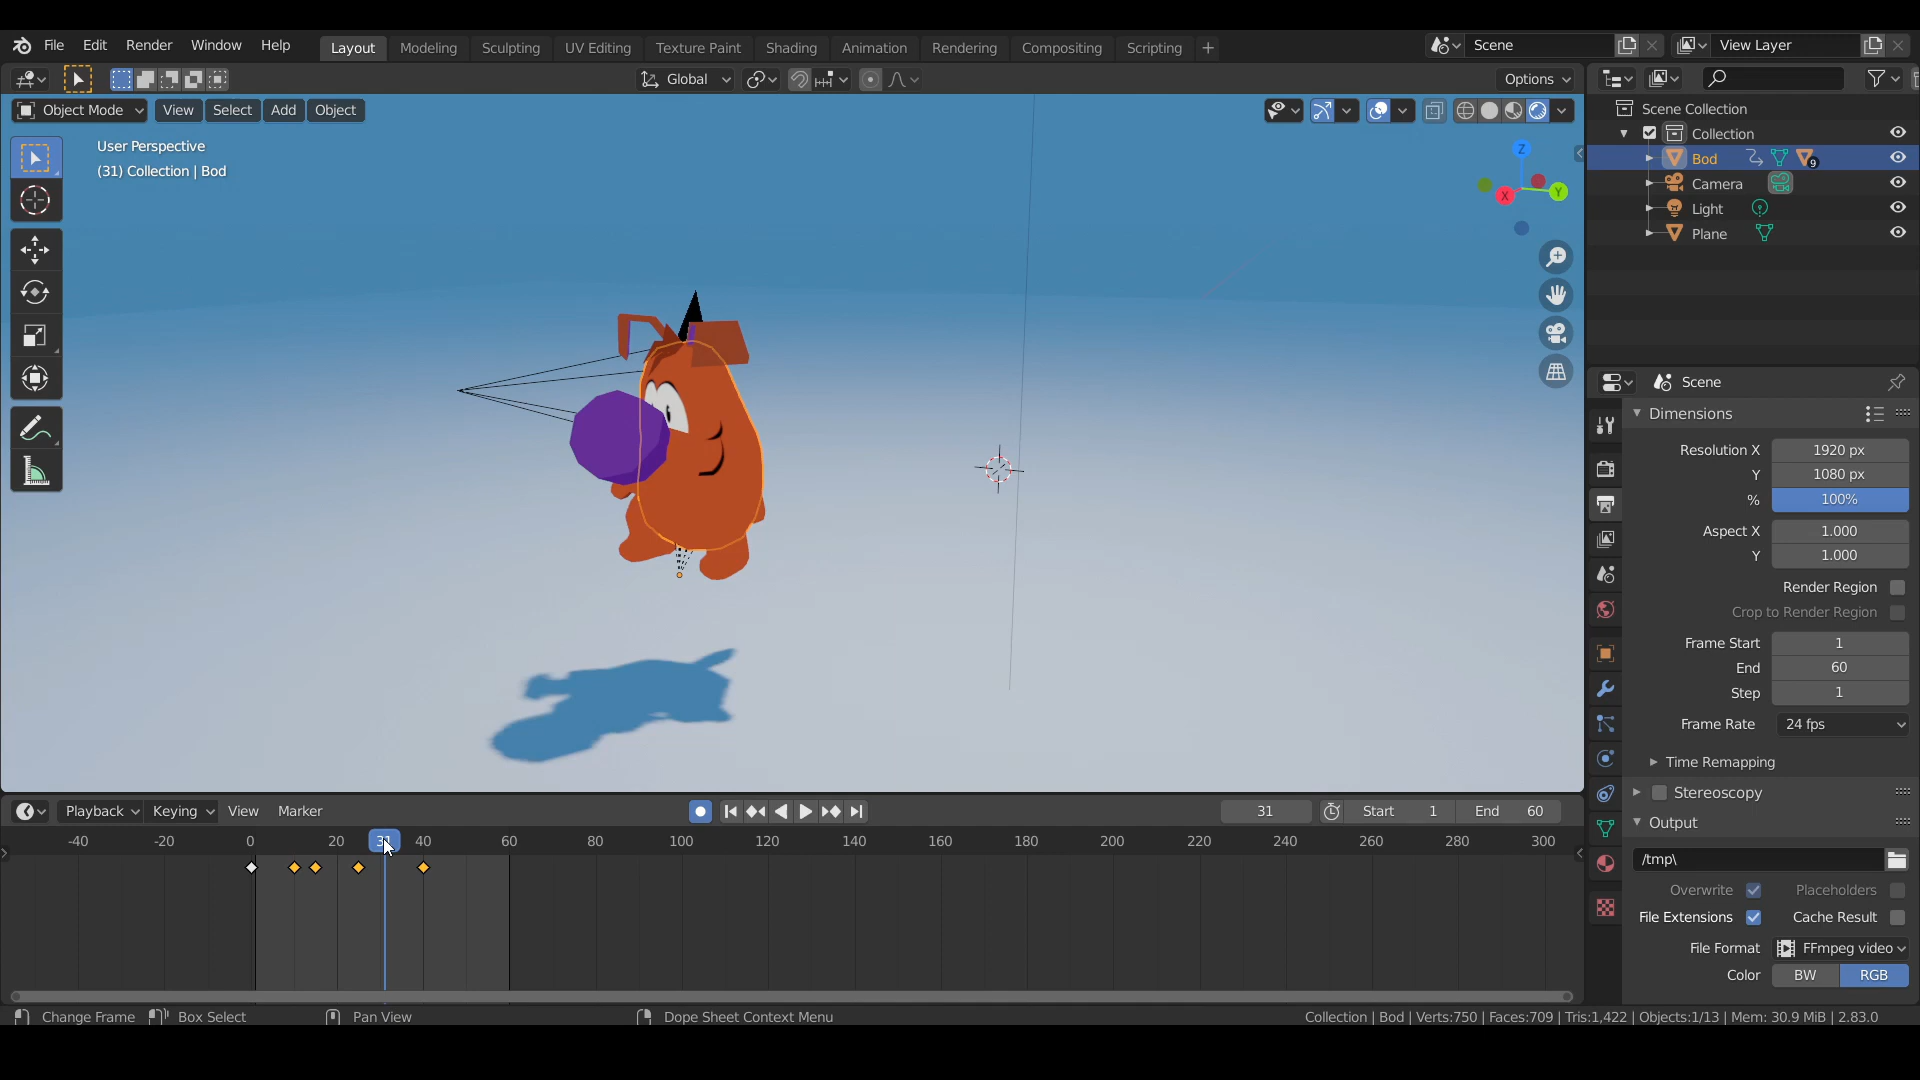 File Edit Render Window Help Layout Modeling Sculpting UV Editing Texture Paint Shading Animation Rendering Compositing Scripting + Scene View Layer
Global Options
Object Mode View Select Add Object
User Perspective
(31) Collection | Bod
Z
X
Y
Scene Collection
Collection
Bod 9
Camera
Light
Plane
Scene
Dimensions
Resolution X 1920 px
Y 1080 px
% 100%
Aspect X 1.000
Y 1.000
Render Region
Crop to Render Region
Frame Start 1
End 60
Step 1
Frame Rate 24 fps
Time Remapping
Stereoscopy
Output
/tmp\
Overwrite Placeholders
File Extensions Cache Result
File Format FFmpeg video
Color BW RGB
Playback Keying View Marker 31 Start 1 End 60
-40 -20 0 20 31 40 60 80 100 120 140 160 180 200 220 240 260 280 300
Change Frame Box Select Pan View Dope Sheet Context Menu Collection | Bod | Verts:750 | Faces:709 | Tris:1,422 | Objects:1/13 | Mem: 30.9 MiB | 2.83.0